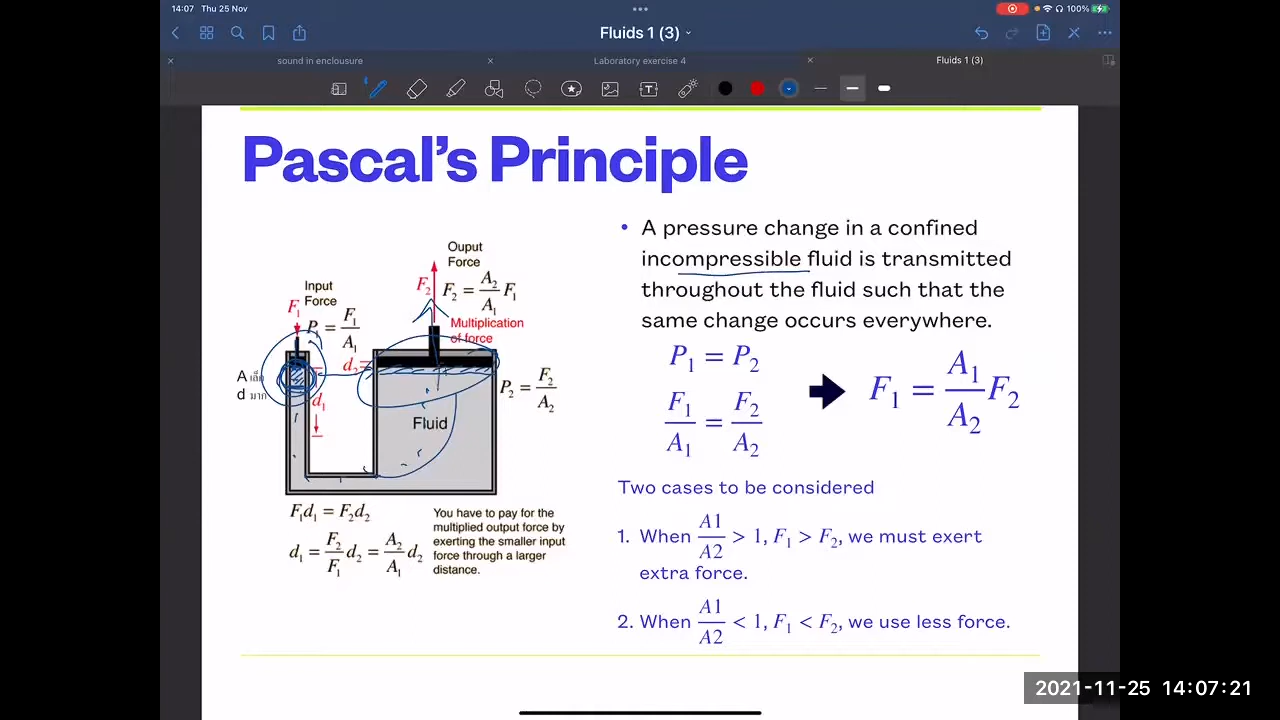 14:07 Thu 25 Nov
100%
Fluids 1 (3)
sound in enclousure
Laboratory exercise 4
Fluids 1 (3)
Pascal's Principle
Ouput
Force
F₂
F₂ = A₂/A₁ F₁
Multiplication
of force
Input
Force
F₁
P₁ = F₁/A₁
d₂
A เล็ก
d มาก
d₁
P₂ = F₂/A₂
Fluid
F₁d₁ = F₂d₂
d₁ = F₂/F₁ d₂ = A₂/A₁ d₂
You have to pay for the
multiplied output force by
exerting the smaller input
force through a larger
distance.
• A pressure change in a confined
incompressible fluid is transmitted
throughout the fluid such that the
same change occurs everywhere.
P₁ = P₂
F₁/A₁ = F₂/A₂
F₁ = A₁/A₂ F₂
Two cases to be considered
1. When A1/A2 > 1, F₁ > F₂, we must exert
extra force.
2. When A1/A2 < 1, F₁ < F₂, we use less force.
2021-11-25 14:07:21